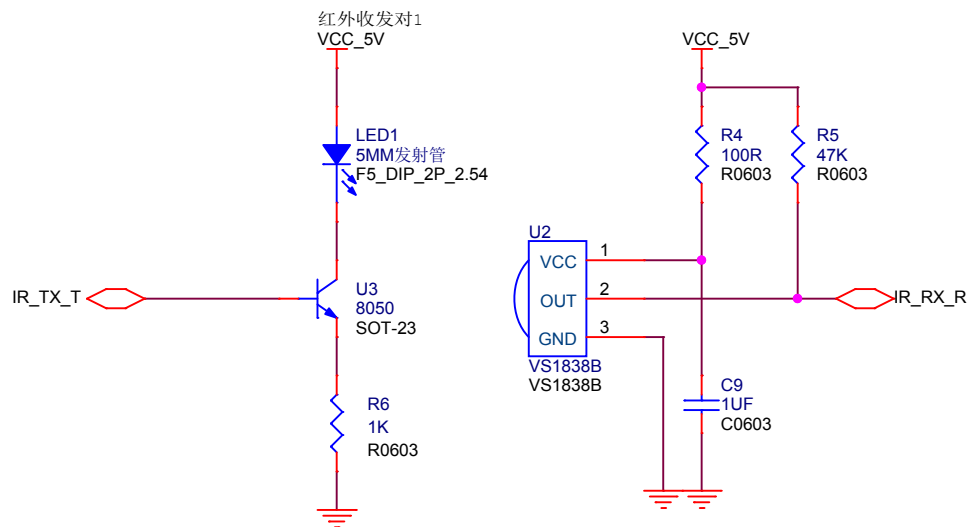 红外收发对1
VCC_5V
LED1
5MM发射管
F5_DIP_2P_2.54
IR_TX_T
U3
8050
SOT-23
R6
1K
R0603
VCC_5V
R4
100R
R0603
R5
47K
R0603
U2
VCC
1
OUT
2
GND
3
VS1838B
VS1838B
IR_RX_R
C9
1UF
C0603